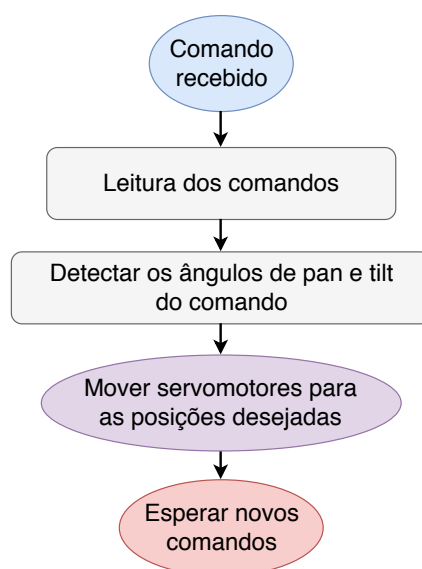 Comando
recebido
Leitura dos comandos
Detectar os ângulos de pan e tilt
do comando
Mover servomotores para
as posições desejadas
Esperar novos
comandos